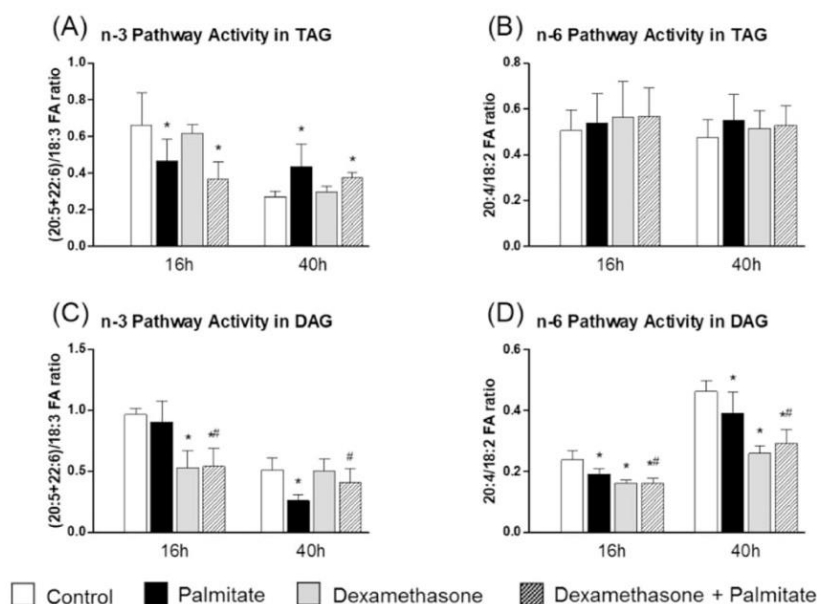 (A) n-3 Pathway Activity in TAG
(20:5+22:6)/18:3 FA ratio
1.0
0.8
0.6
0.4
0.2
0.0
* * * *
16h 40h
(B) n-6 Pathway Activity in TAG
20:4/18:2 FA ratio
0.8
0.6
0.4
0.2
0.0
16h 40h
(C) n-3 Pathway Activity in DAG
(20:5+22:6)/18:3 FA ratio
1.5
1.0
0.5
0.0
* *# * #
16h 40h
(D) n-6 Pathway Activity in DAG
20:4/18:2 FA ratio
0.6
0.4
0.2
0.0
* * *# * * *#
16h 40h
Control Palmitate Dexamethasone Dexamethasone + Palmitate